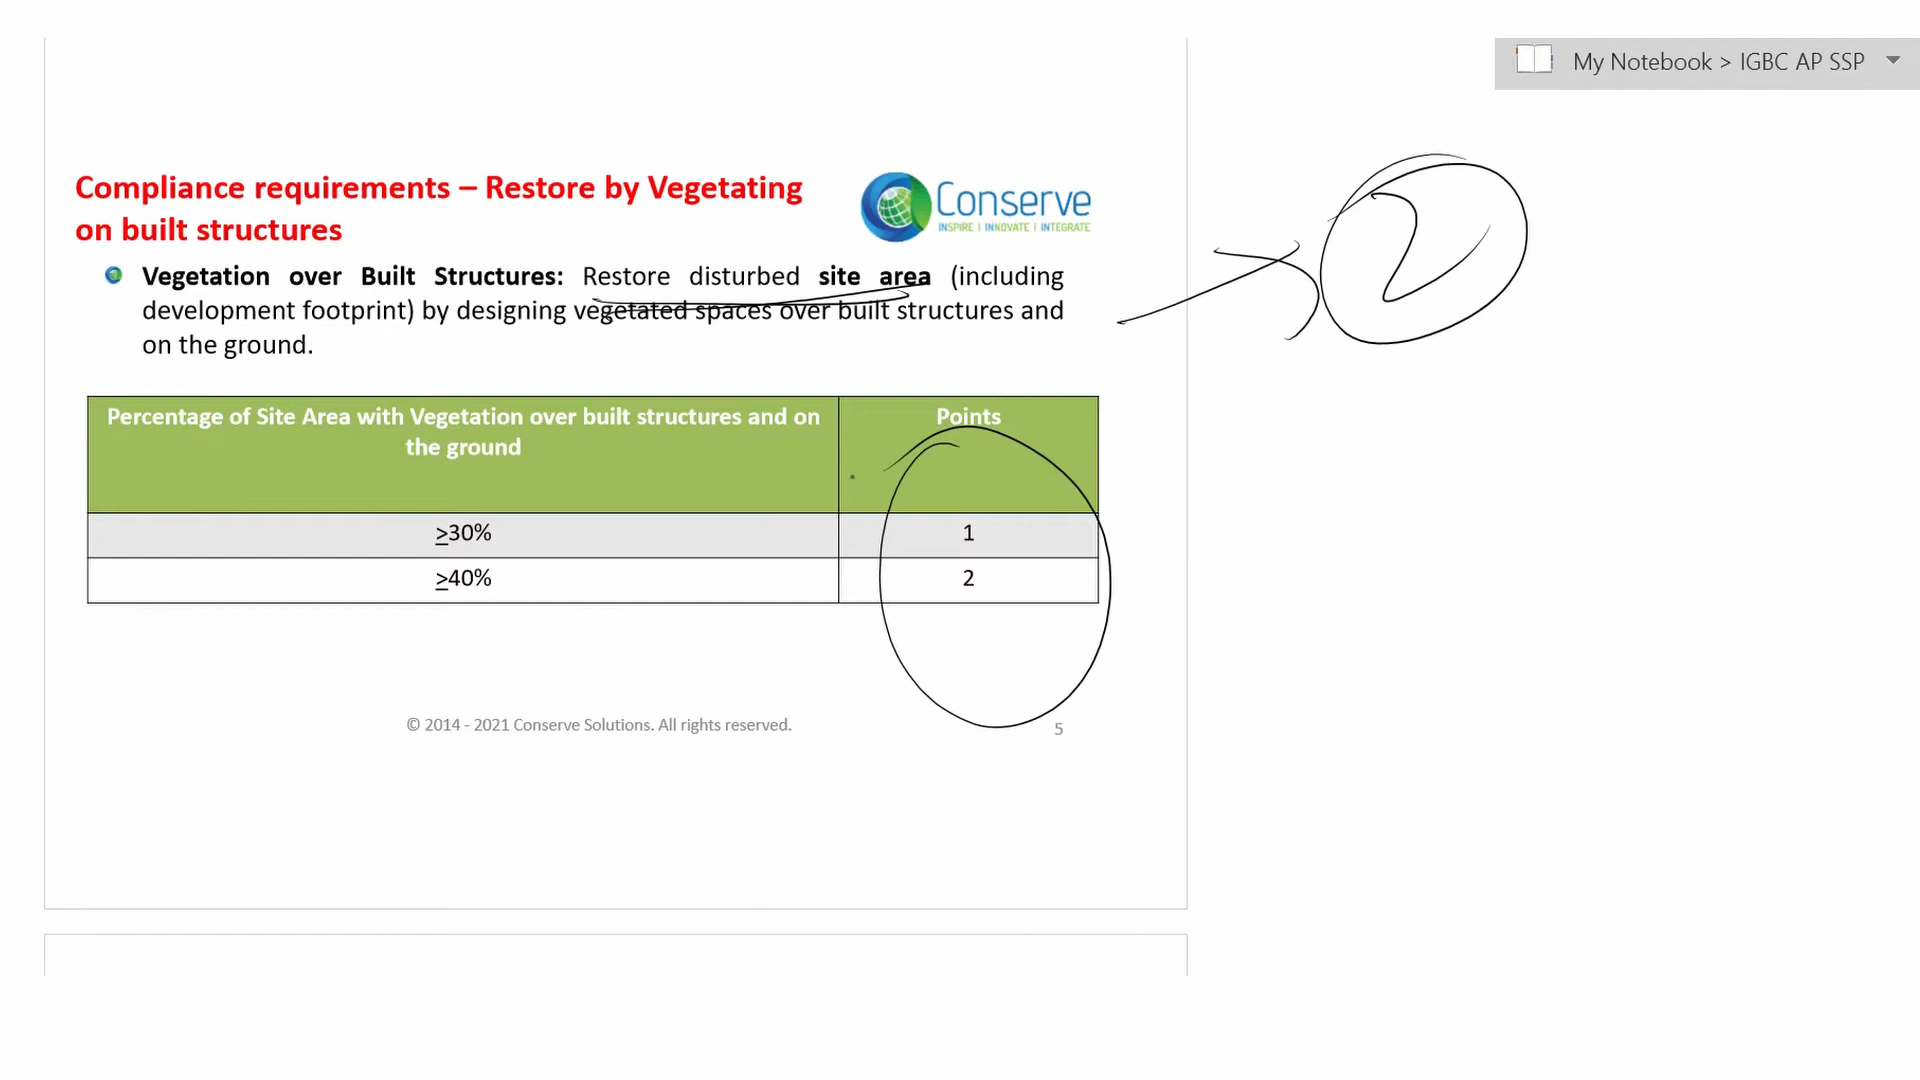 My Notebook > IGBC AP SSP
Compliance requirements – Restore by Vegetating
on built structures
Conserve
INSPIRE | INNOVATE | INTEGRATE
Vegetation over Built Structures: Restore disturbed site area (including
development footprint) by designing vegetated spaces over built structures and
on the ground.
2
Percentage of Site Area with Vegetation over built structures and on
the ground
Points
≥30%
1
≥40%
2
© 2014 - 2021 Conserve Solutions. All rights reserved.
5